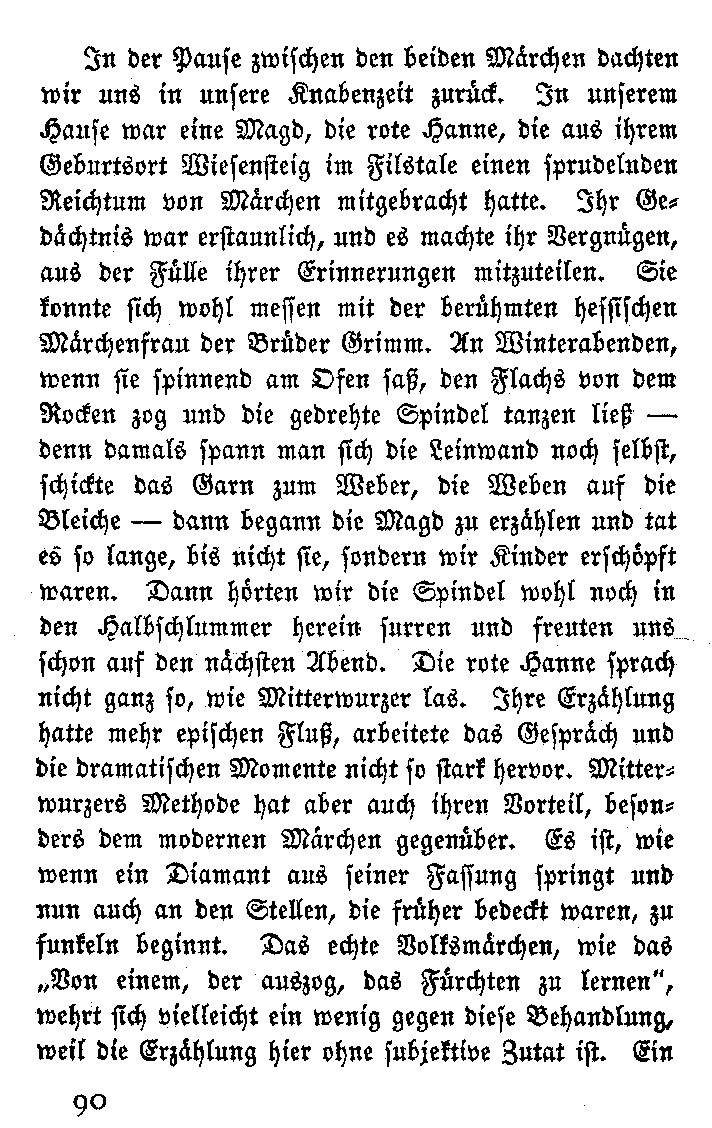 In der Pause zwischen den beiden Märchen dachten
wir uns in unsere Knabenzeit zurück. In unserem
Hause war eine Magd, die rote Hanne, die aus ihrem
Geburtsort Wiesensteig im Filstale einen sprudelnden
Reichtum von Märchen mitgebracht hatte. Ihr Ge-
dächtnis war erstaunlich, und es machte ihr Vergnügen,
aus der Fülle ihrer Erinnerungen mitzuteilen. Sie
konnte sich wohl messen mit der berühmten hessischen
Märchenfrau der Brüder Grimm. An Winterabenden,
wenn sie spinnend am Ofen saß, den Flachs von dem
Rocken zog und die gedrehte Spindel tanzen ließ —
denn damals spann man sich die Leinwand noch selbst,
schickte das Garn zum Weber, die Weben auf die
Bleiche — dann begann die Magd zu erzählen und tat
es so lange, bis nicht sie, sondern wir Kinder erschöpft
waren. Dann hörten wir die Spindel wohl noch in
den Halbschlummer herein surren und freuten uns
schon auf den nächsten Abend. Die rote Hanne sprach
nicht ganz so, wie Mitterwurzer las. Ihre Erzählung
hatte mehr epischen Fluß, arbeitete das Gespräch und
die dramatischen Momente nicht so stark hervor. Mitter-
wurzers Methode hat aber auch ihren Vorteil, beson-
ders dem modernen Märchen gegenüber. Es ist, wie
wenn ein Diamant aus seiner Fassung springt und
nun auch an den Stellen, die früher bedeckt waren, zu
funkeln beginnt. Das echte Volksmärchen, wie das
„Von einem, der auszog, das Fürchten zu lernen“,
wehrt sich vielleicht ein wenig gegen diese Behandlung,
weil die Erzählung hier ohne subjektive Zutat ist. Ein
90